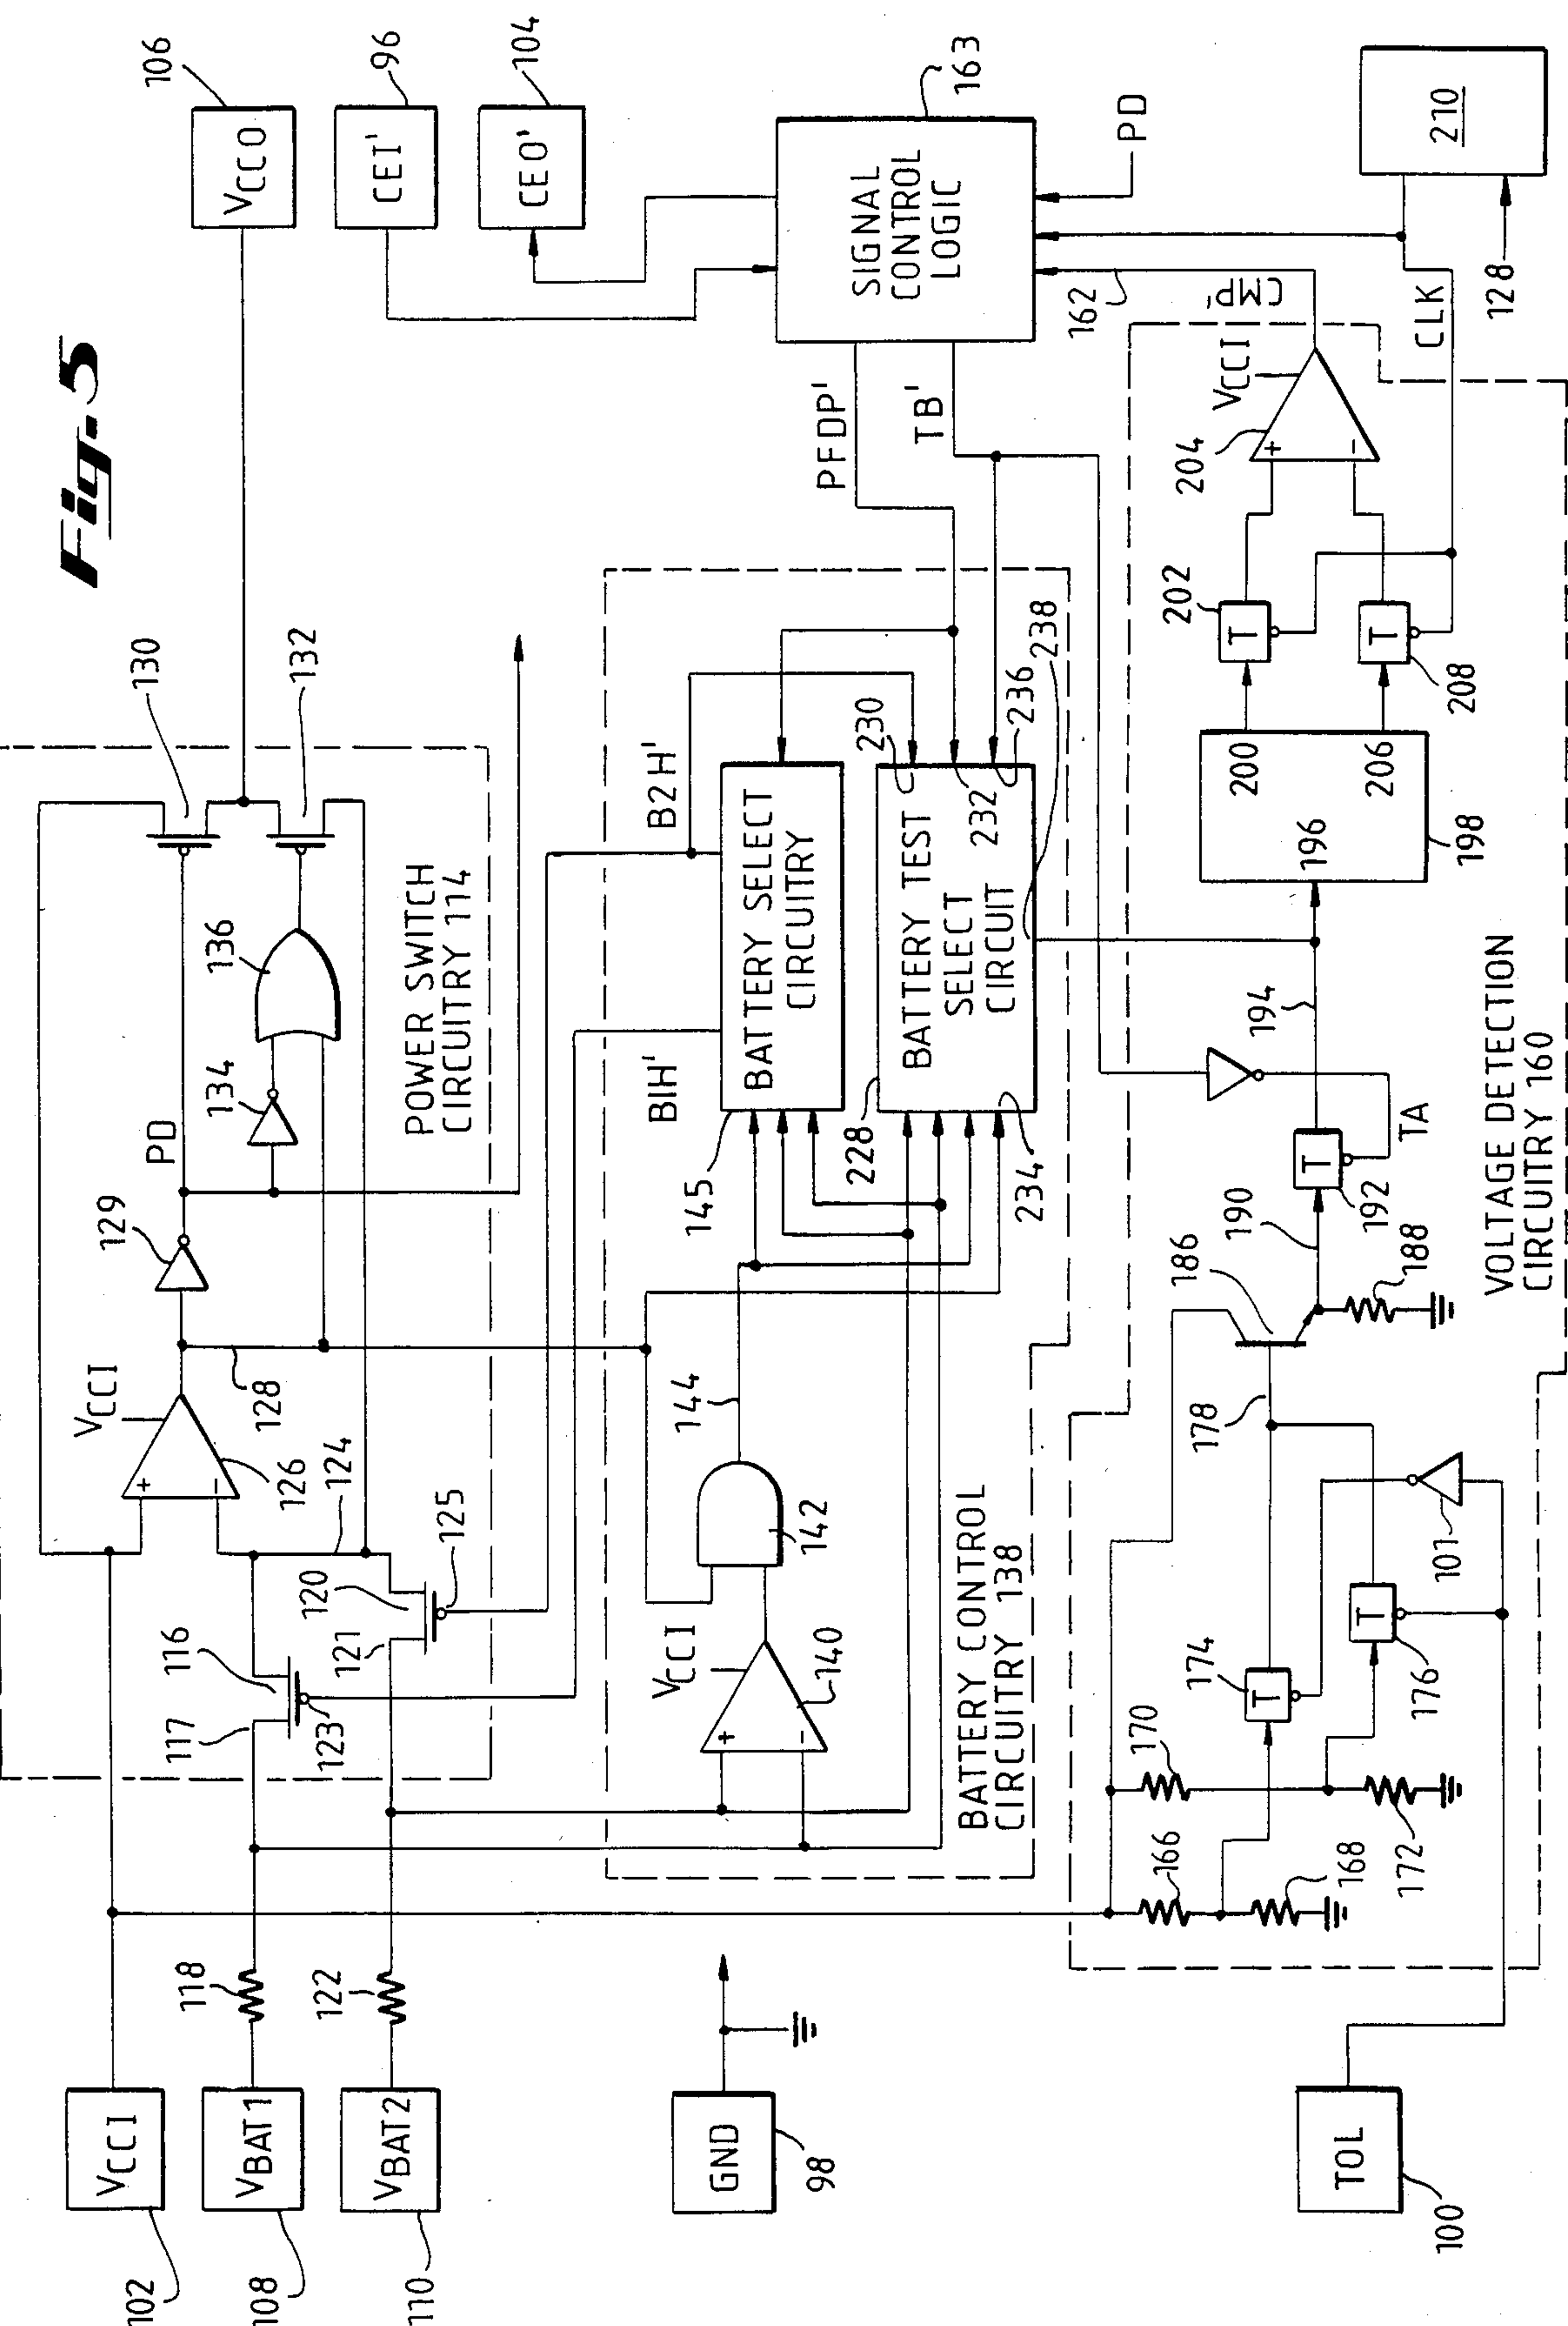 Fig-5
106
VCCO
96
CEI'
104
CEO'
130
132
PD
129
134
136
POWER SWITCH
CIRCUITRY 114
VCCI
+
-
126
128
124
116
117
120
121
123
125
118
122
VCCI
102
VBAT1
108
VBAT2
110
GND
98
SIGNAL
CONTROL
LOGIC
163
PD
PFDP'
TB'
162
CMP'
CLK
128
210
B2H'
B1H'
145
BATTERY SELECT
CIRCUITRY
230
232
236
238
BATTERY TEST
SELECT
CIRCUIT
228
234
144
142
VCCI
+
-
140
BATTERY CONTROL
CIRCUITRY 138
VCCI
204
+
-
202
T
T
208
200
206
196
198
194
T
192
TA
190
186
188
178
174
T
T
176
101
170
166
168
172
VOLTAGE DETECTION
CIRCUITRY 160
TOL
100